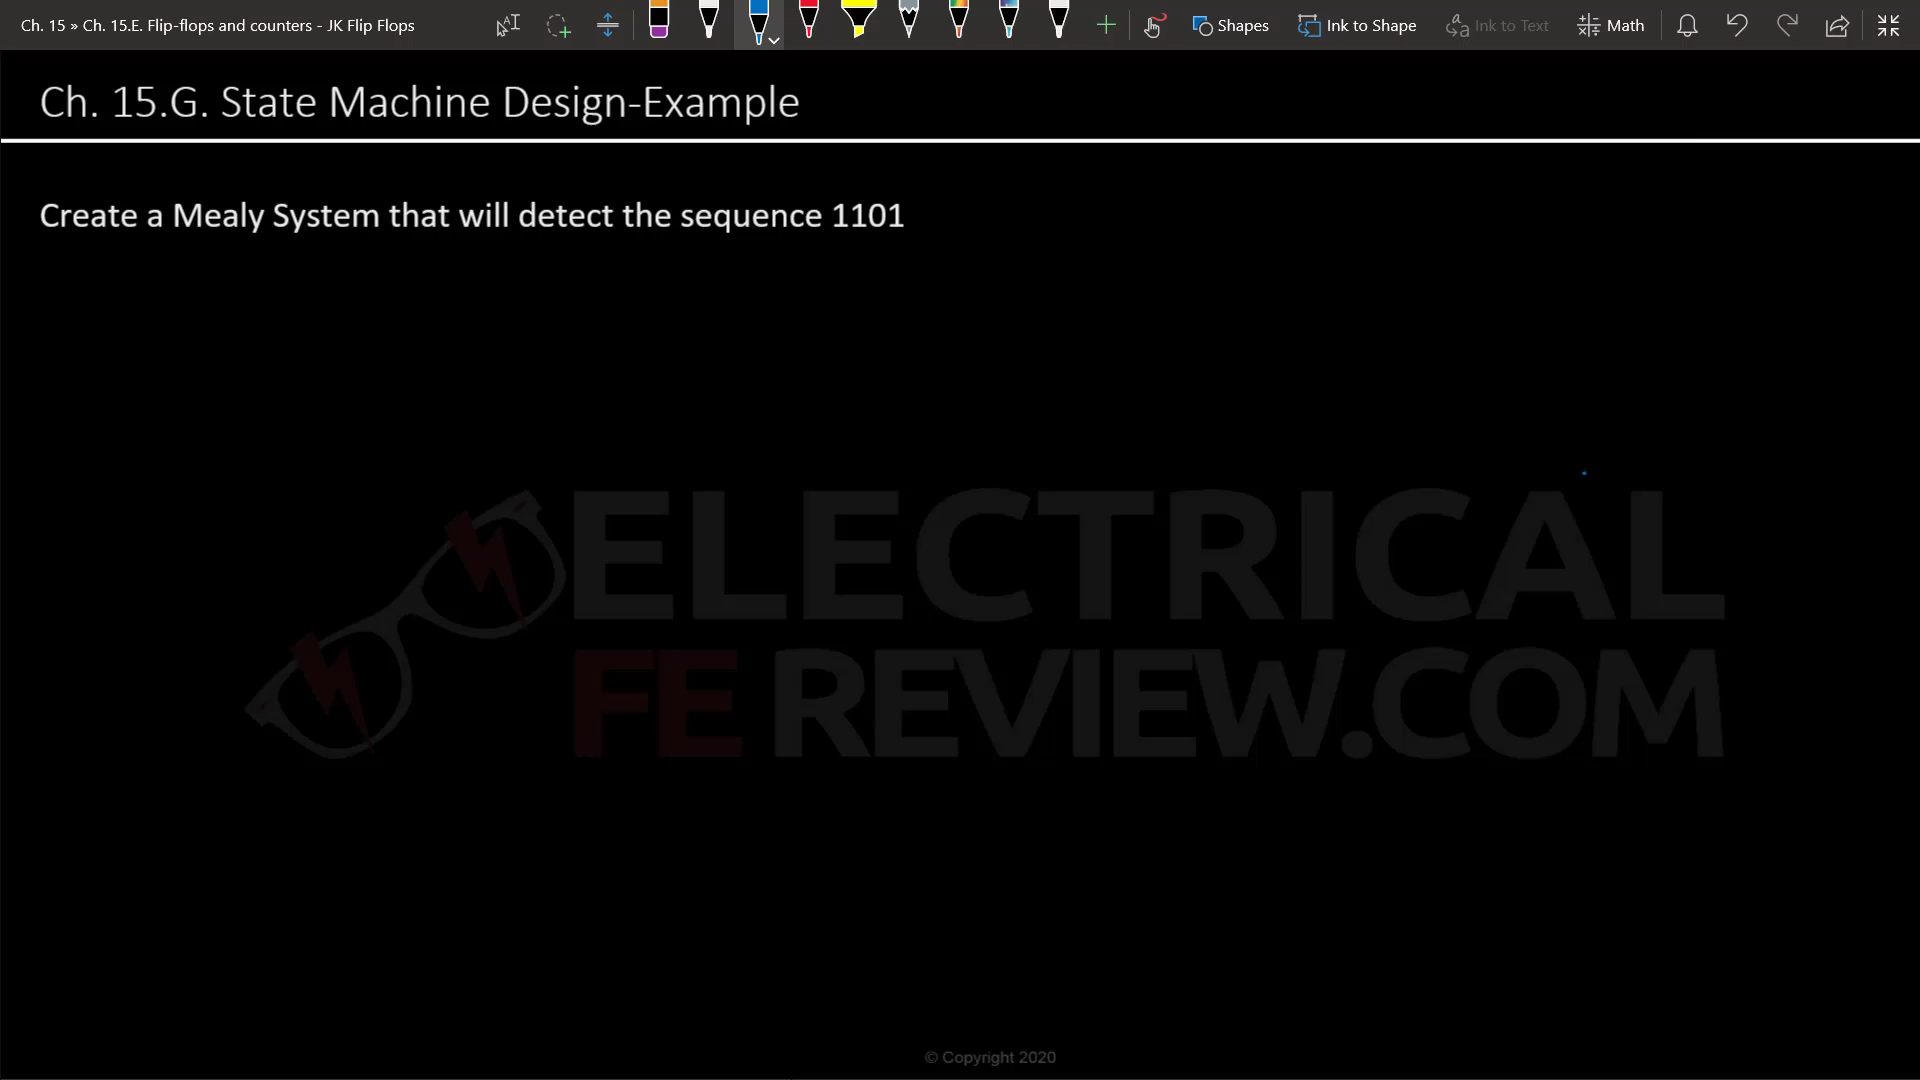 Ch. 15 » Ch. 15.E. Flip-flops and counters - JK Flip Flops
Shapes
Ink to Shape
Ink to Text
Math
Ch. 15.G. State Machine Design-Example
Create a Mealy System that will detect the sequence 1101
ELECTRICAL
FE REVIEW.COM
© Copyright 2020